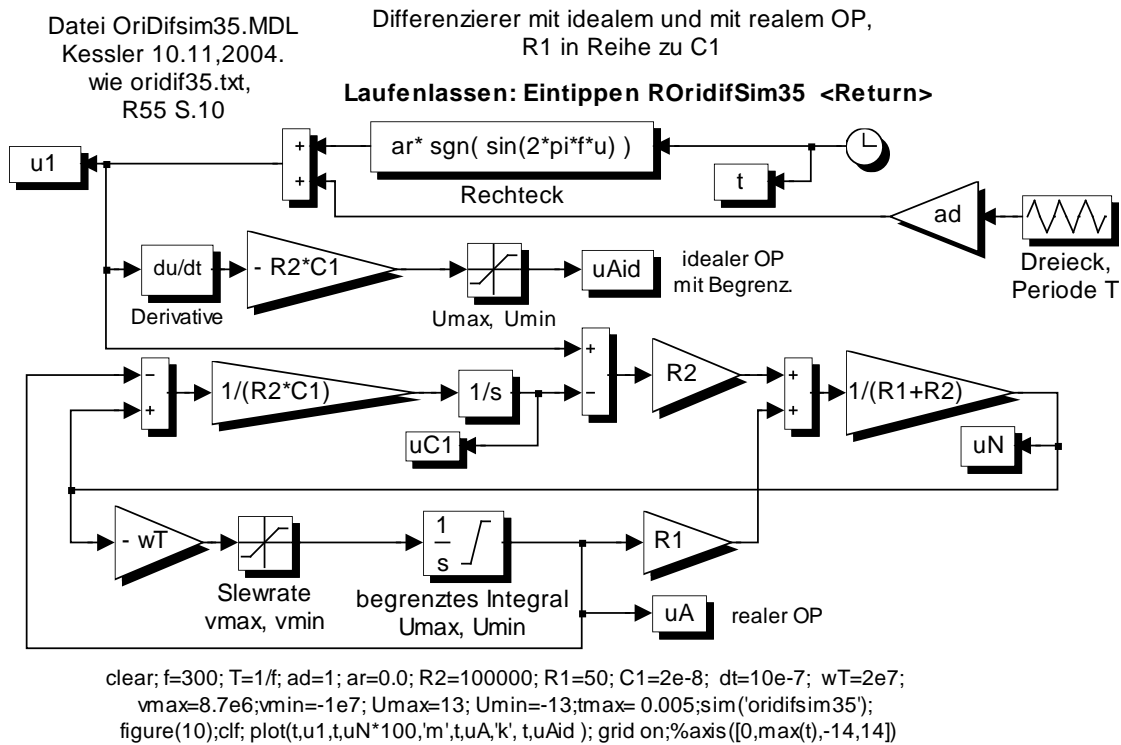 Datei OriDifsim35.MDL
Kessler 10.11,2004.
wie oridif35.txt,
R55 S.10
Differenzierer mit idealem und mit realem OP,
R1 in Reihe zu C1
Laufenlassen: Eintippen ROridifSim35 <Return>
u1
+
+
ar* sgn( sin(2*pi*f*u) )
Rechteck
t
ad
Dreieck,
Periode T
du/dt
Derivative
- R2*C1
Umax, Umin
uAid
idealer OP
mit Begrenz.
−
+
1/(R2*C1)
1/s
uC1
+
−
R2
+
+
1/(R1+R2)
uN
- wT
Slewrate
vmax, vmin
1
s
begrenztes Integral
Umax, Umin
R1
uA
realer OP
clear; f=300; T=1/f; ad=1; ar=0.0; R2=100000; R1=50; C1=2e-8; dt=10e-7; wT=2e7;
vmax=8.7e6;vmin=-1e7; Umax=13; Umin=-13;tmax= 0.005;sim('oridifsim35');
figure(10);clf; plot(t,u1,t,uN*100,'m',t,uA,'k', t,uAid ); grid on;%axis([0,max(t),-14,14])